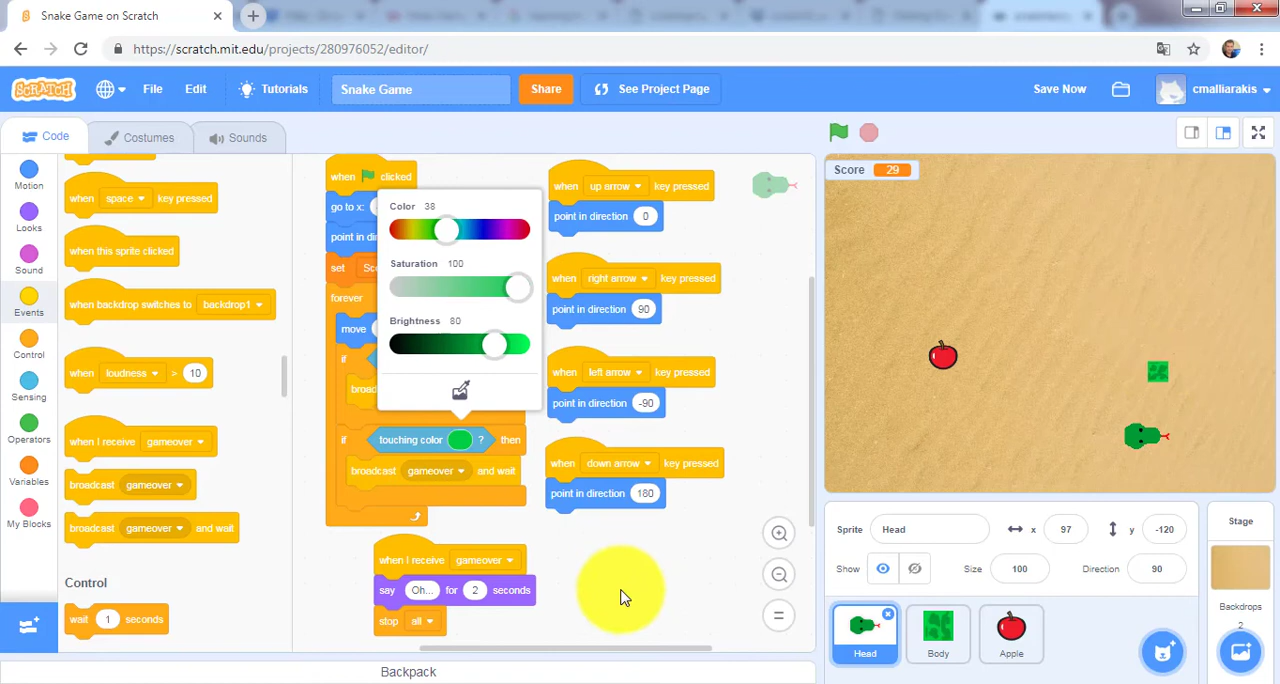 Snake Game on Scratch
https://scratch.mit.edu/projects/280976052/editor/
SCRATCH
File
Edit
Tutorials
Snake Game
Share
See Project Page
Save Now
cmalliarakis
Code
Costumes
Sounds
Motion
Looks
Sound
Events
Control
Sensing
Operators
Variables
My Blocks
when space key pressed
when this sprite clicked
when backdrop switches to backdrop1
when loudness > 10
when I receive gameover
broadcast gameover
broadcast gameover and wait
Control
wait 1 seconds
when clicked
go to x:
point in di
set Sc
forever
move
if
broad
Color 38
Saturation 100
Brightness 80
if touching color ? then
broadcast gameover and wait
when I receive gameover
say Oh... for 2 seconds
stop all
when up arrow key pressed
point in direction 0
when right arrow key pressed
point in direction 90
when left arrow key pressed
point in direction -90
when down arrow key pressed
point in direction 180
Backpack
Score 29
Sprite Head x 97 y -120
Show Size 100 Direction 90
Head
Body
Apple
Stage
Backdrops
2